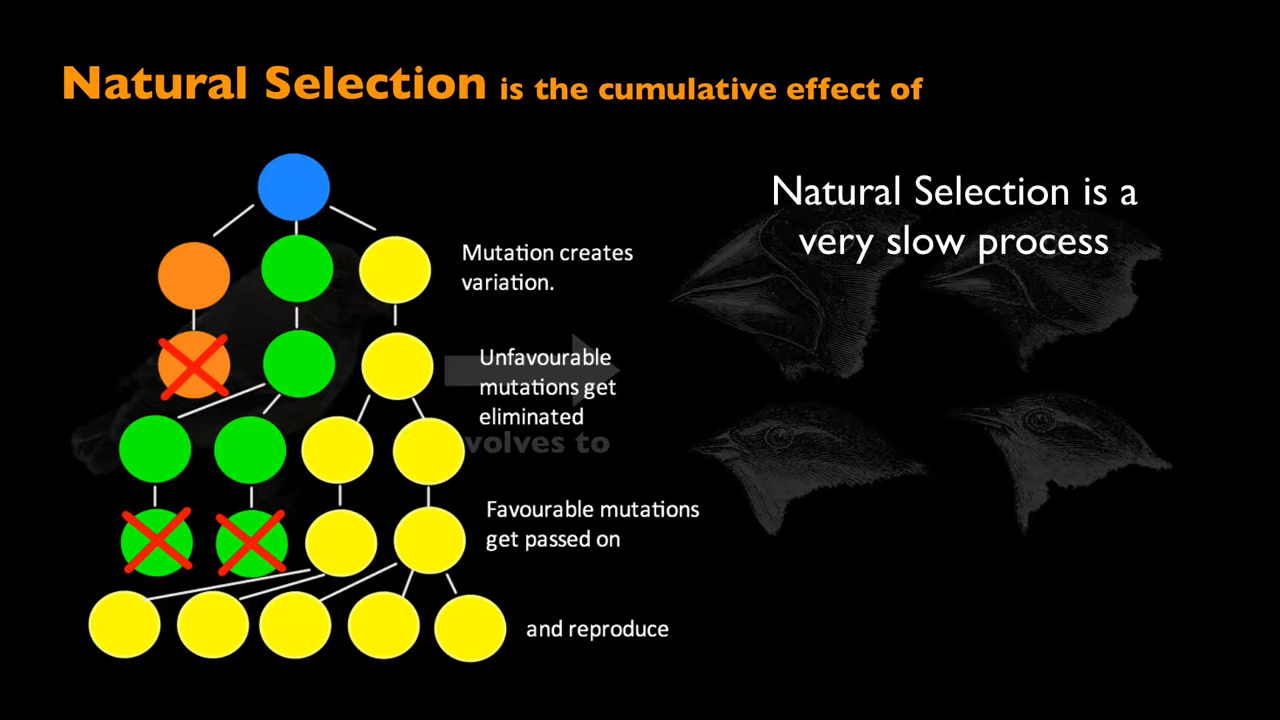 Natural Selection is the cumulative effect of
Natural Selection is a
very slow process
Mutation creates
variation.
Unfavourable
mutations get
eliminated
volves to
Favourable mutations
get passed on
and reproduce